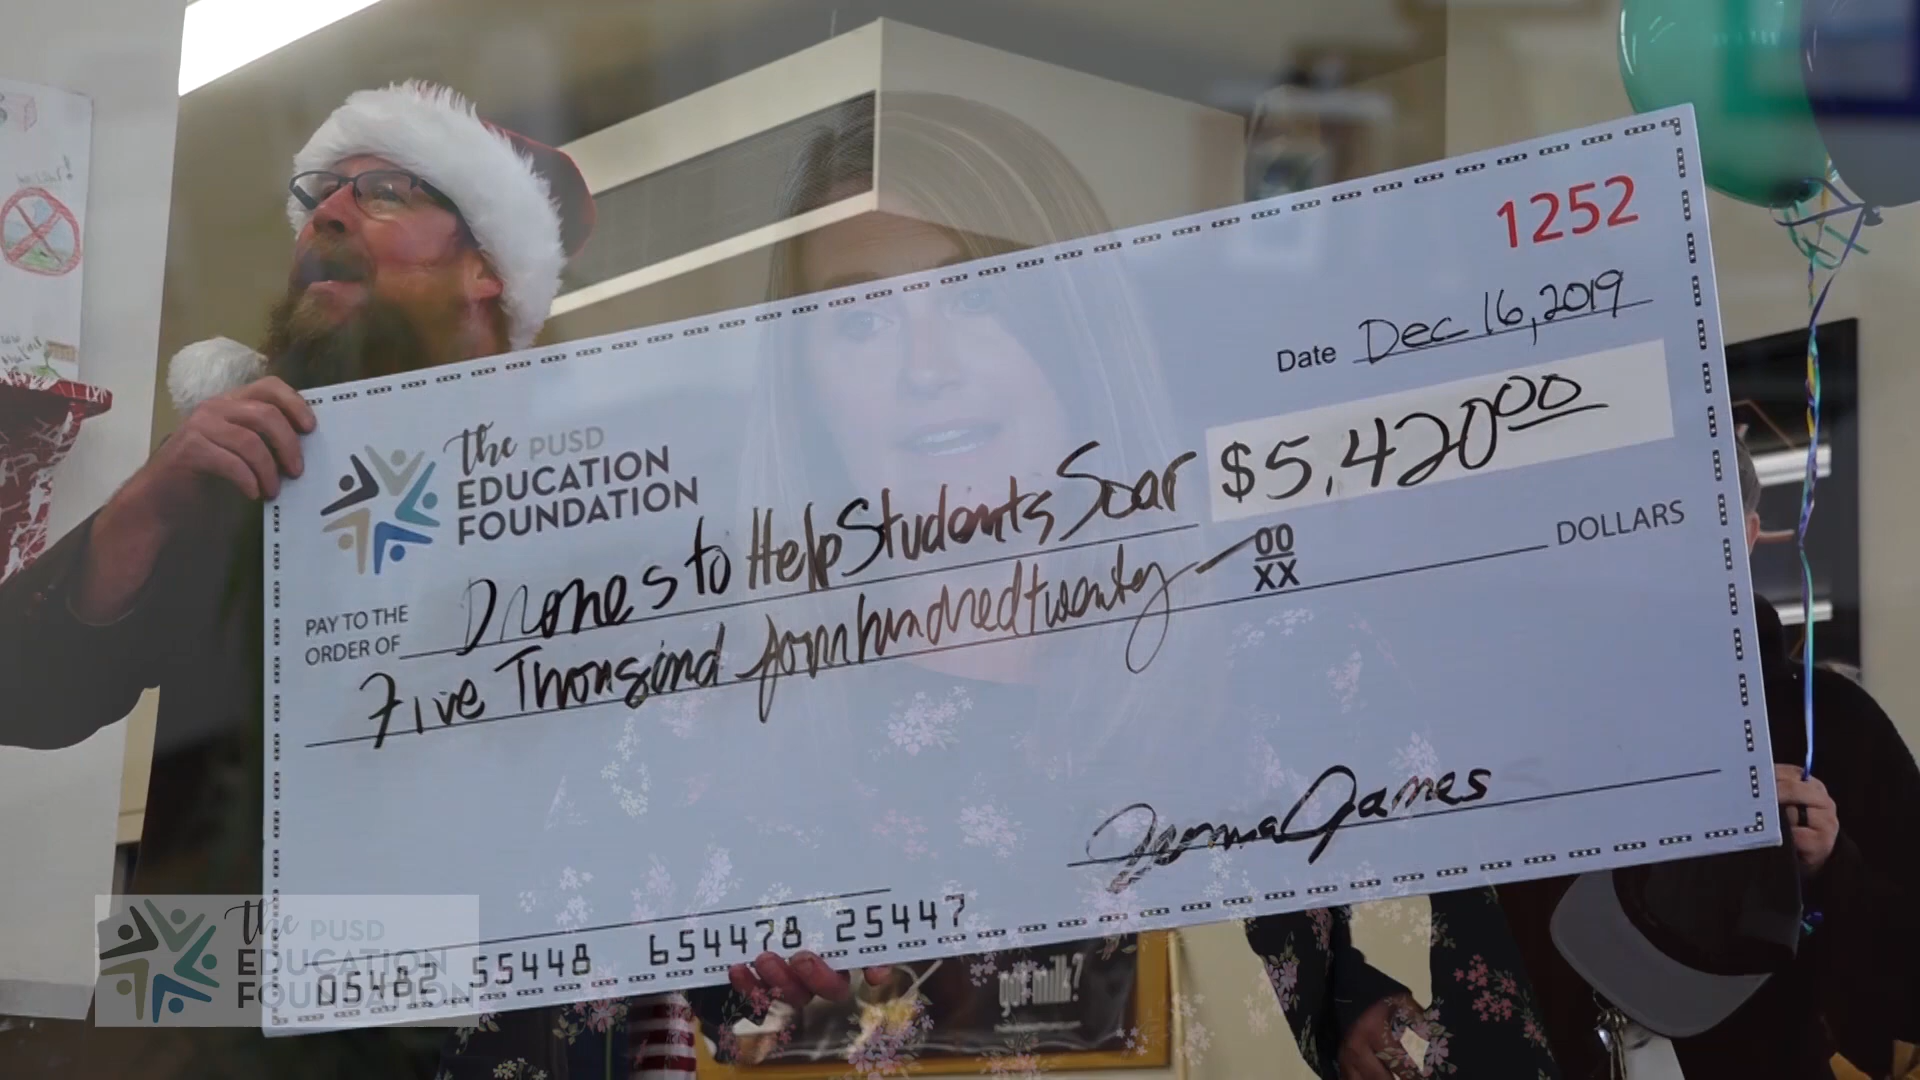 1252
Date Dec 16, 2019
the PUSD
EDUCATION
FOUNDATION
$5,420 00
PAY TO THE
ORDER OF Drones to Help Students Soar
Five Thousand four hundred twenty 00
XX
DOLLARS
05482 55448 654478 25447
the PUSD
EDUCATION
FOUNDATION
got milk?